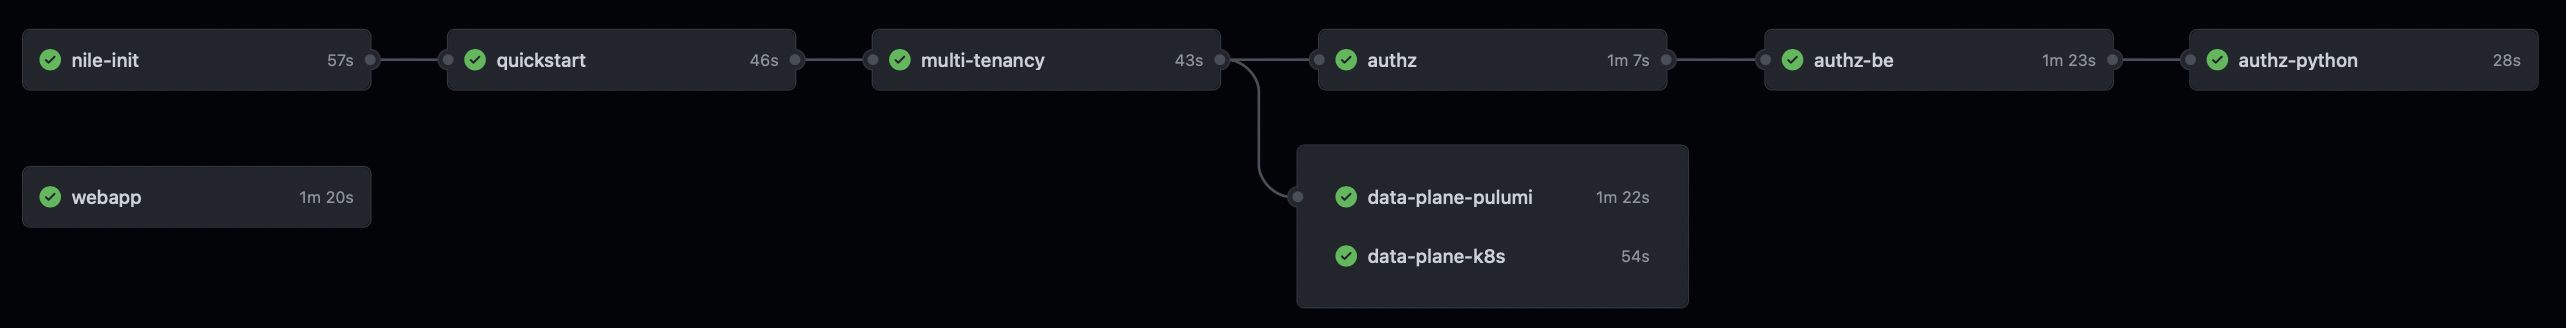 nile-init 57s
quickstart 46s
multi-tenancy 43s
authz 1m 7s
authz-be 1m 23s
authz-python 28s
webapp 1m 20s
data-plane-pulumi 1m 22s
data-plane-k8s 54s